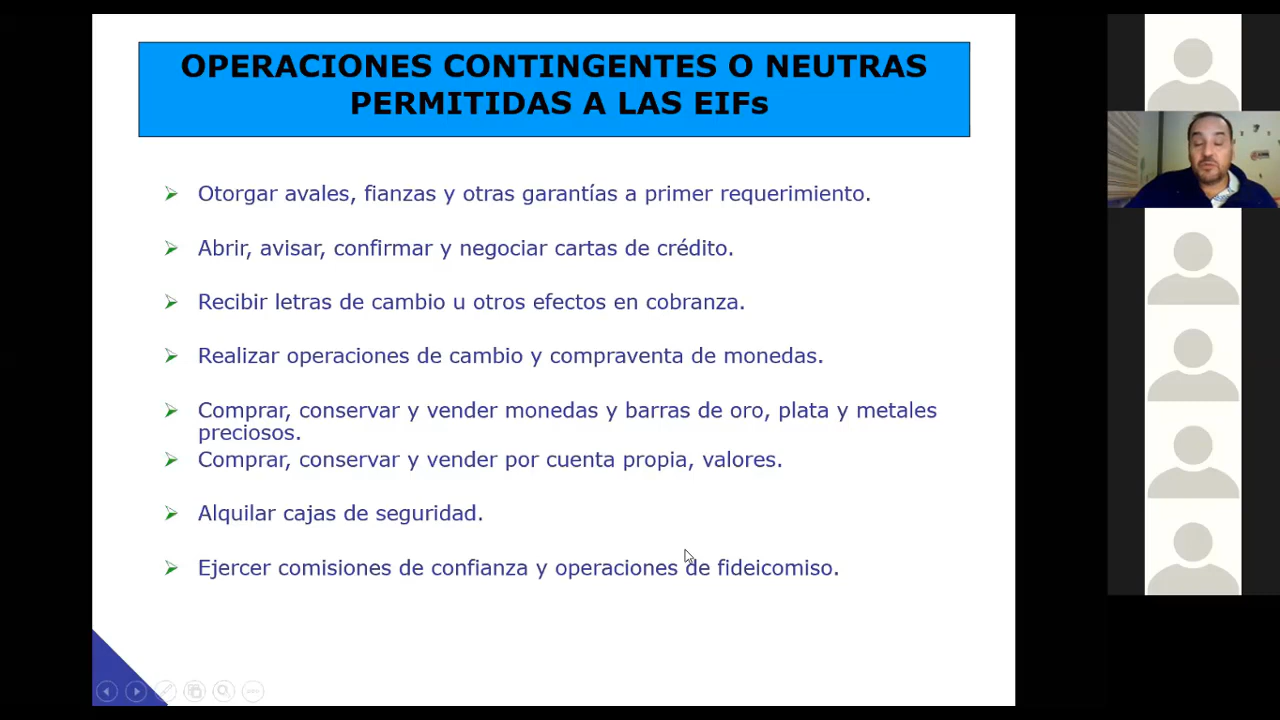 OPERACIONES CONTINGENTES O NEUTRAS
PERMITIDAS A LAS EIFs
Otorgar avales, fianzas y otras garantías a primer requerimiento.
Abrir, avisar, confirmar y negociar cartas de crédito.
Recibir letras de cambio u otros efectos en cobranza.
Realizar operaciones de cambio y compraventa de monedas.
Comprar, conservar y vender monedas y barras de oro, plata y metales
preciosos.
Comprar, conservar y vender por cuenta propia, valores.
Alquilar cajas de seguridad.
Ejercer comisiones de confianza y operaciones de fideicomiso.